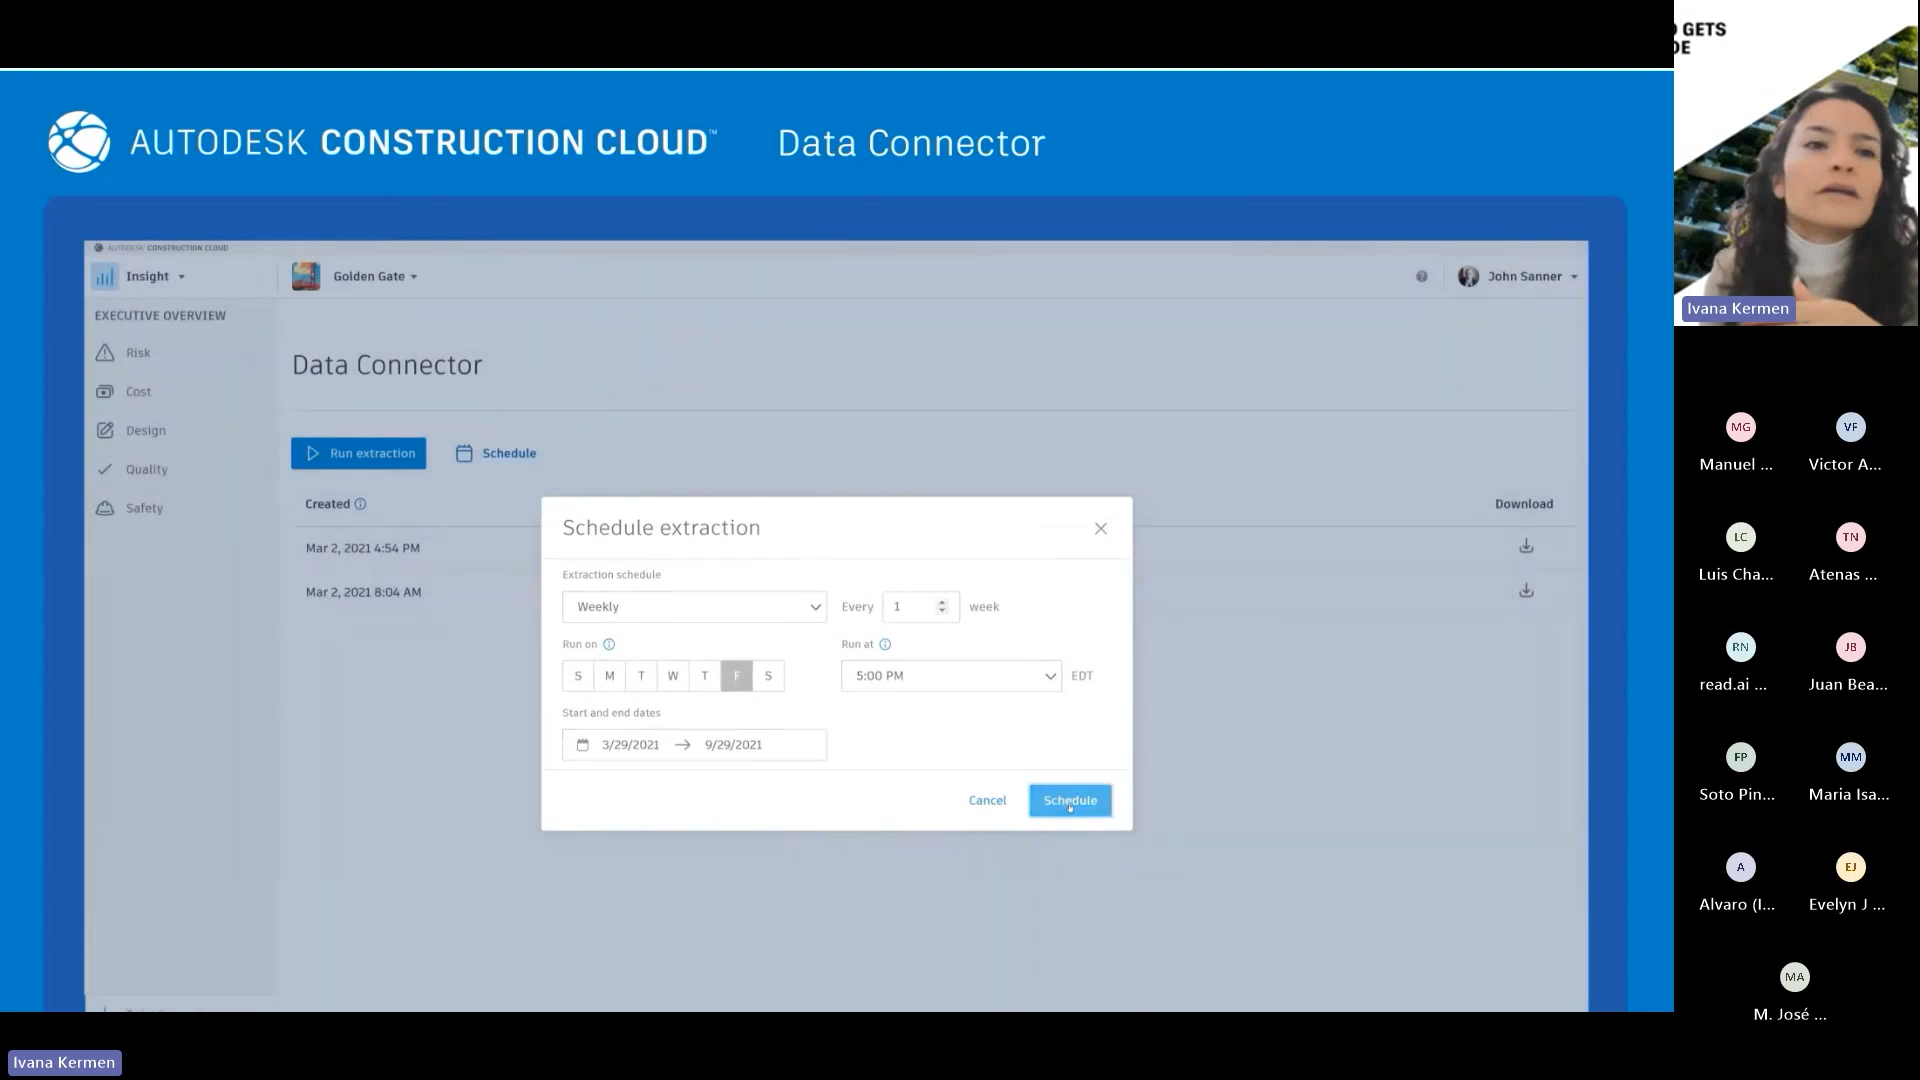 AUTODESK CONSTRUCTION CLOUD™ Data Connector
AUTODESK CONSTRUCTION CLOUD
Insight
Golden Gate
John Sanner
EXECUTIVE OVERVIEW
Risk
Cost
Design
Quality
Safety
Data Connector
Run extraction
Schedule
Created
Download
Mar 2, 2021 4:54 PM
Mar 2, 2021 8:04 AM
Schedule extraction
Extraction schedule
Weekly
Every 1 week
Run on
Run at
S M T W T F S
5:00 PM EDT
Start and end dates
3/29/2021 → 9/29/2021
Cancel
Schedule
GETS
Ivana Kermen
MG
Manuel ...
VF
Victor A...
LC
Luis Cha...
TN
Atenas ...
RN
read.ai ...
JB
Juan Bea...
FP
Soto Pin...
MM
Maria Isa...
A
Alvaro (I...
EJ
Evelyn J ...
MA
M. José ...
Ivana Kermen